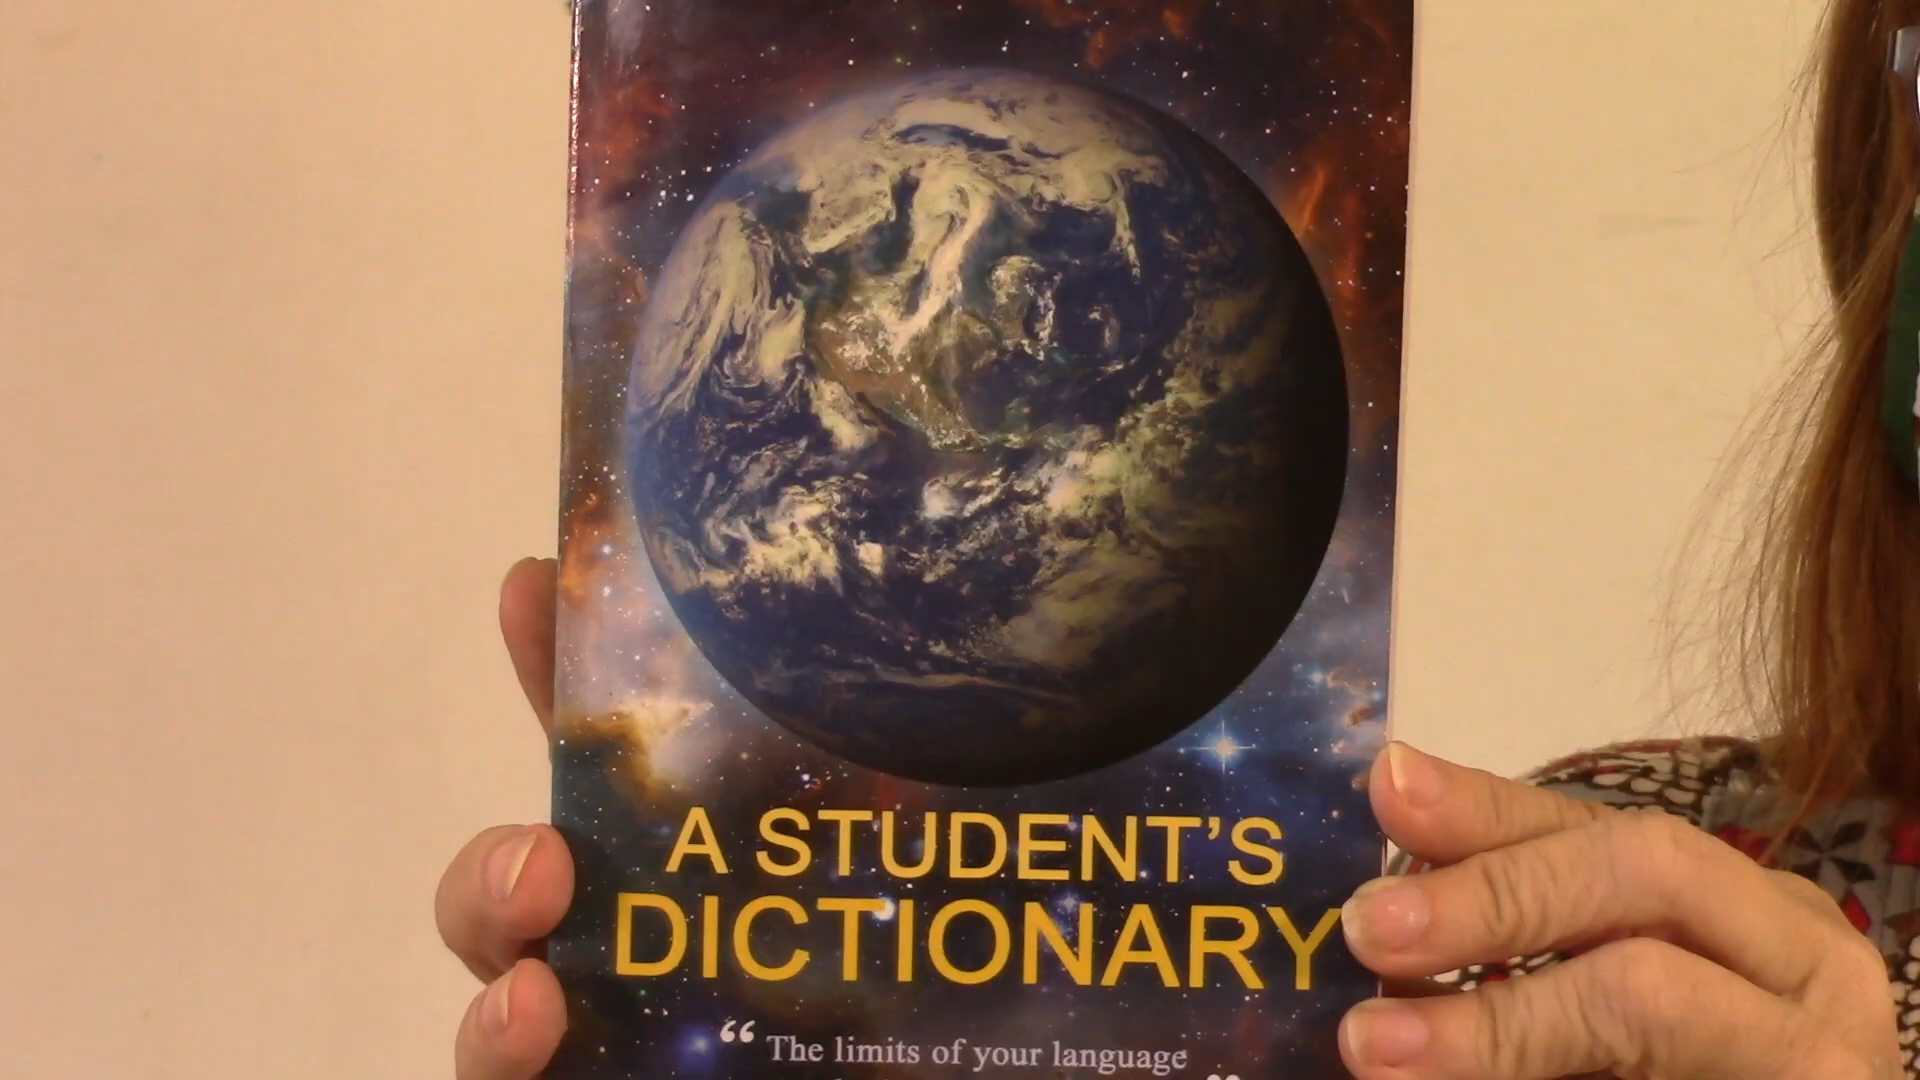 A STUDENT'S
DICTIONARY
“ The limits of your language
”